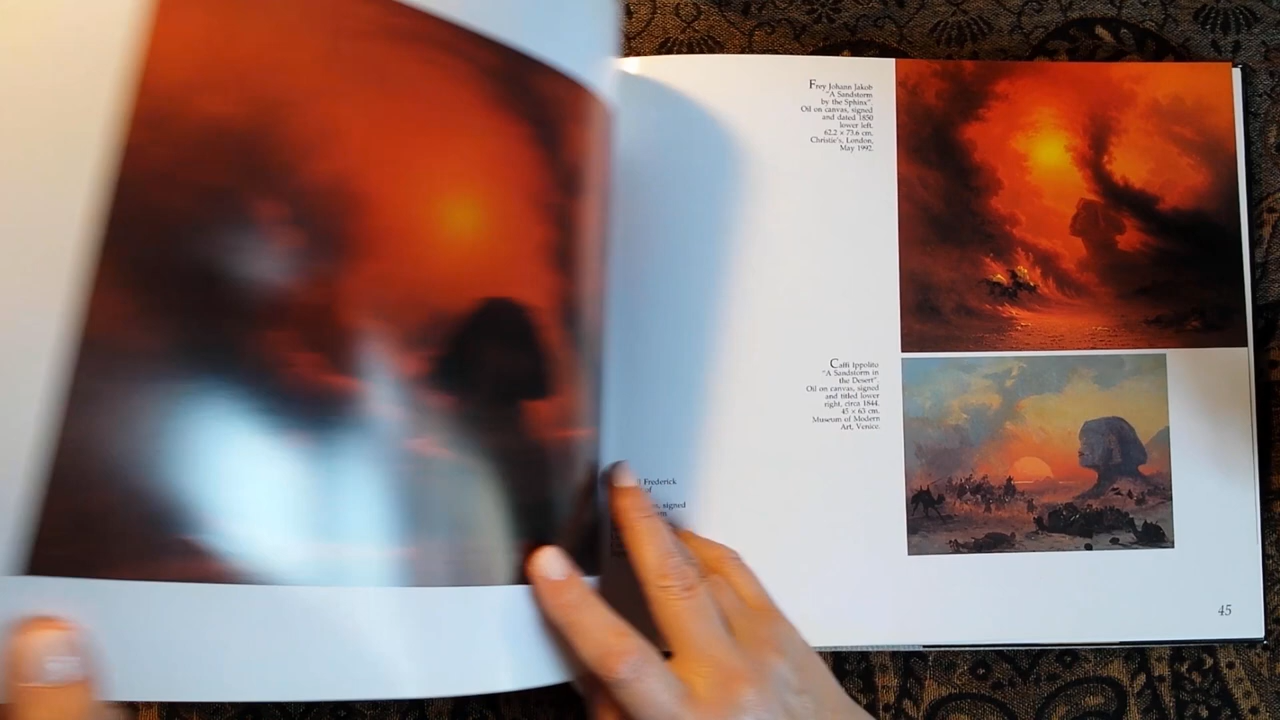 Frey Johann Jakob
"A Sandstorm
by the Sphinx".
Oil on canvas, signed
and dated 1850
lower left.
62.2 × 73.6 cm.
Christie's, London,
May 1992.
Caffi Ippolito
"A Sandstorm in
the Desert".
Oil on canvas, signed
and titled lower
right, circa 1844.
45 × 63 cm.
Museum of Modern
Art, Venice.
Frederick
signed
45